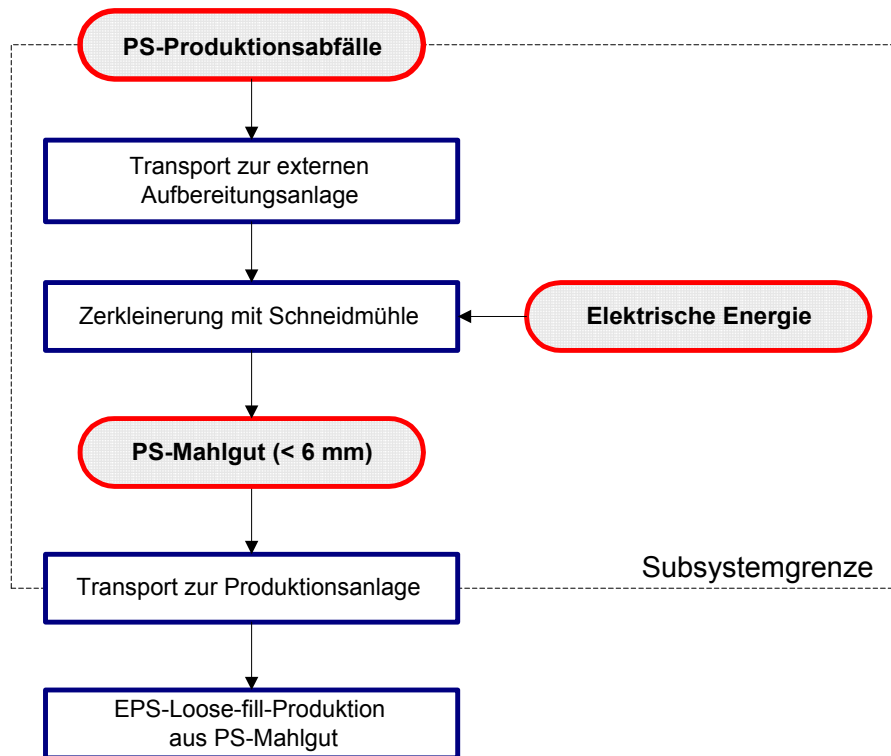 PS-Produktionsabfälle
Transport zur externen
Aufbereitungsanlage
Zerkleinerung mit Schneidmühle
Elektrische Energie
PS-Mahlgut (< 6 mm)
Transport zur Produktionsanlage
Subsystemgrenze
EPS-Loose-fill-Produktion
aus PS-Mahlgut